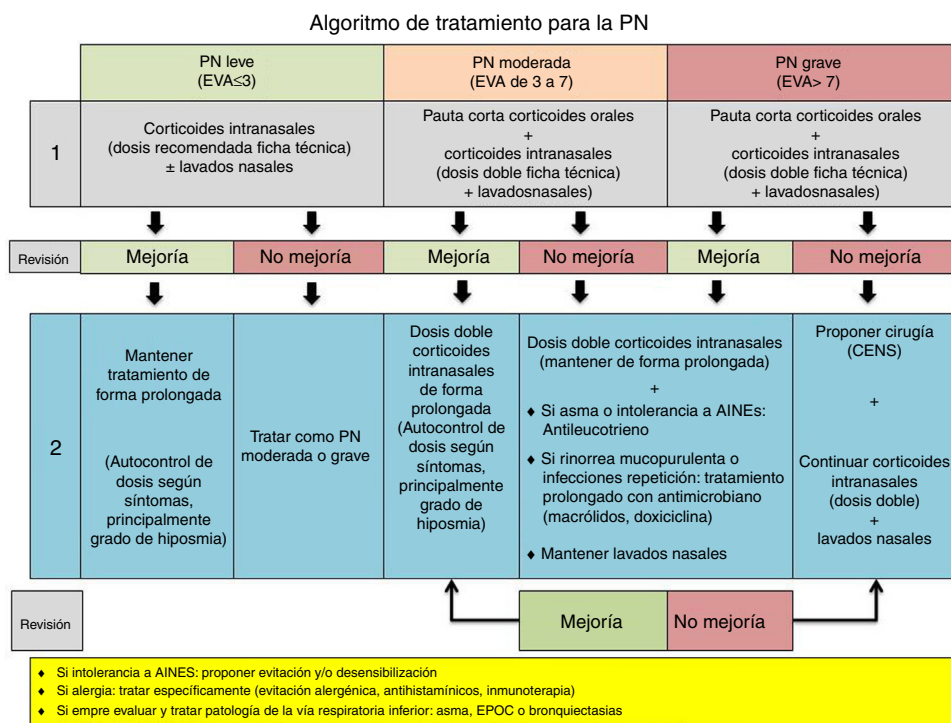 Algoritmo de tratamiento para la PN
PN leve
(EVA≤3)
PN moderada
(EVA de 3 a 7)
PN grave
(EVA> 7)
1
Corticoides intranasales
(dosis recomendada ficha técnica)
± lavados nasales
Pauta corta corticoides orales
+
corticoides intranasales
(dosis doble ficha técnica)
+ lavadosnasales)
Pauta corta corticoides orales
+
corticoides intranasales
(dosis doble ficha técnica)
+ lavadosnasales)
Revisión
Mejoría
No mejoría
Mejoría
No mejoría
Mejoría
No mejoría
2
Mantener
tratamiento de
forma prolongada
(Autocontrol de
dosis según
síntomas,
principalmente
grado de hiposmia)
Tratar como PN
moderada o grave
Dosis doble
corticoides
intranasales
de forma
prolongada
(Autocontrol de
dosis según
síntomas,
principalmente
grado de
hiposmia)
Dosis doble corticoides intranasales
(mantener de forma prolongada)
+
♦ Si asma o intolerancia a AINEs:
Antileucotrieno
♦ Si rinorrea mucopurulenta o
infecciones repetición: tratamiento
prolongado con antimicrobiano
(macrólidos, doxiciclina)
♦ Mantener lavados nasales
Proponer cirugía
(CENS)
+
Continuar corticoides
intranasales
(dosis doble)
+
lavados nasales
Revisión
Mejoría
No mejoría
♦ Si intolerancia a AINES: proponer evitación y/o desensibilización
♦ Si alergia: tratar específicamente (evitación alergénica, antihistamínicos, inmunoterapia)
♦ Si empre evaluar y tratar patología de la vía respiratoria inferior: asma, EPOC o bronquiectasias